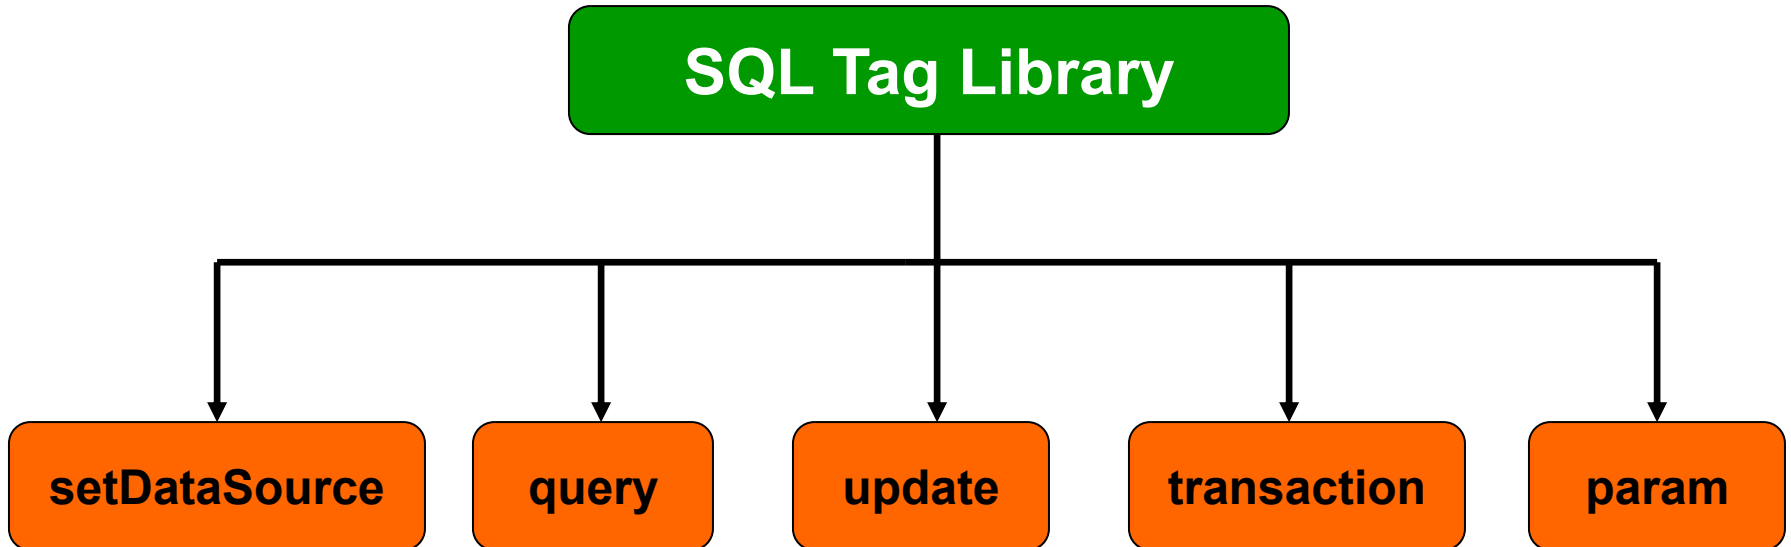 SQL Tag Library
setDataSource
query
update
transaction
param